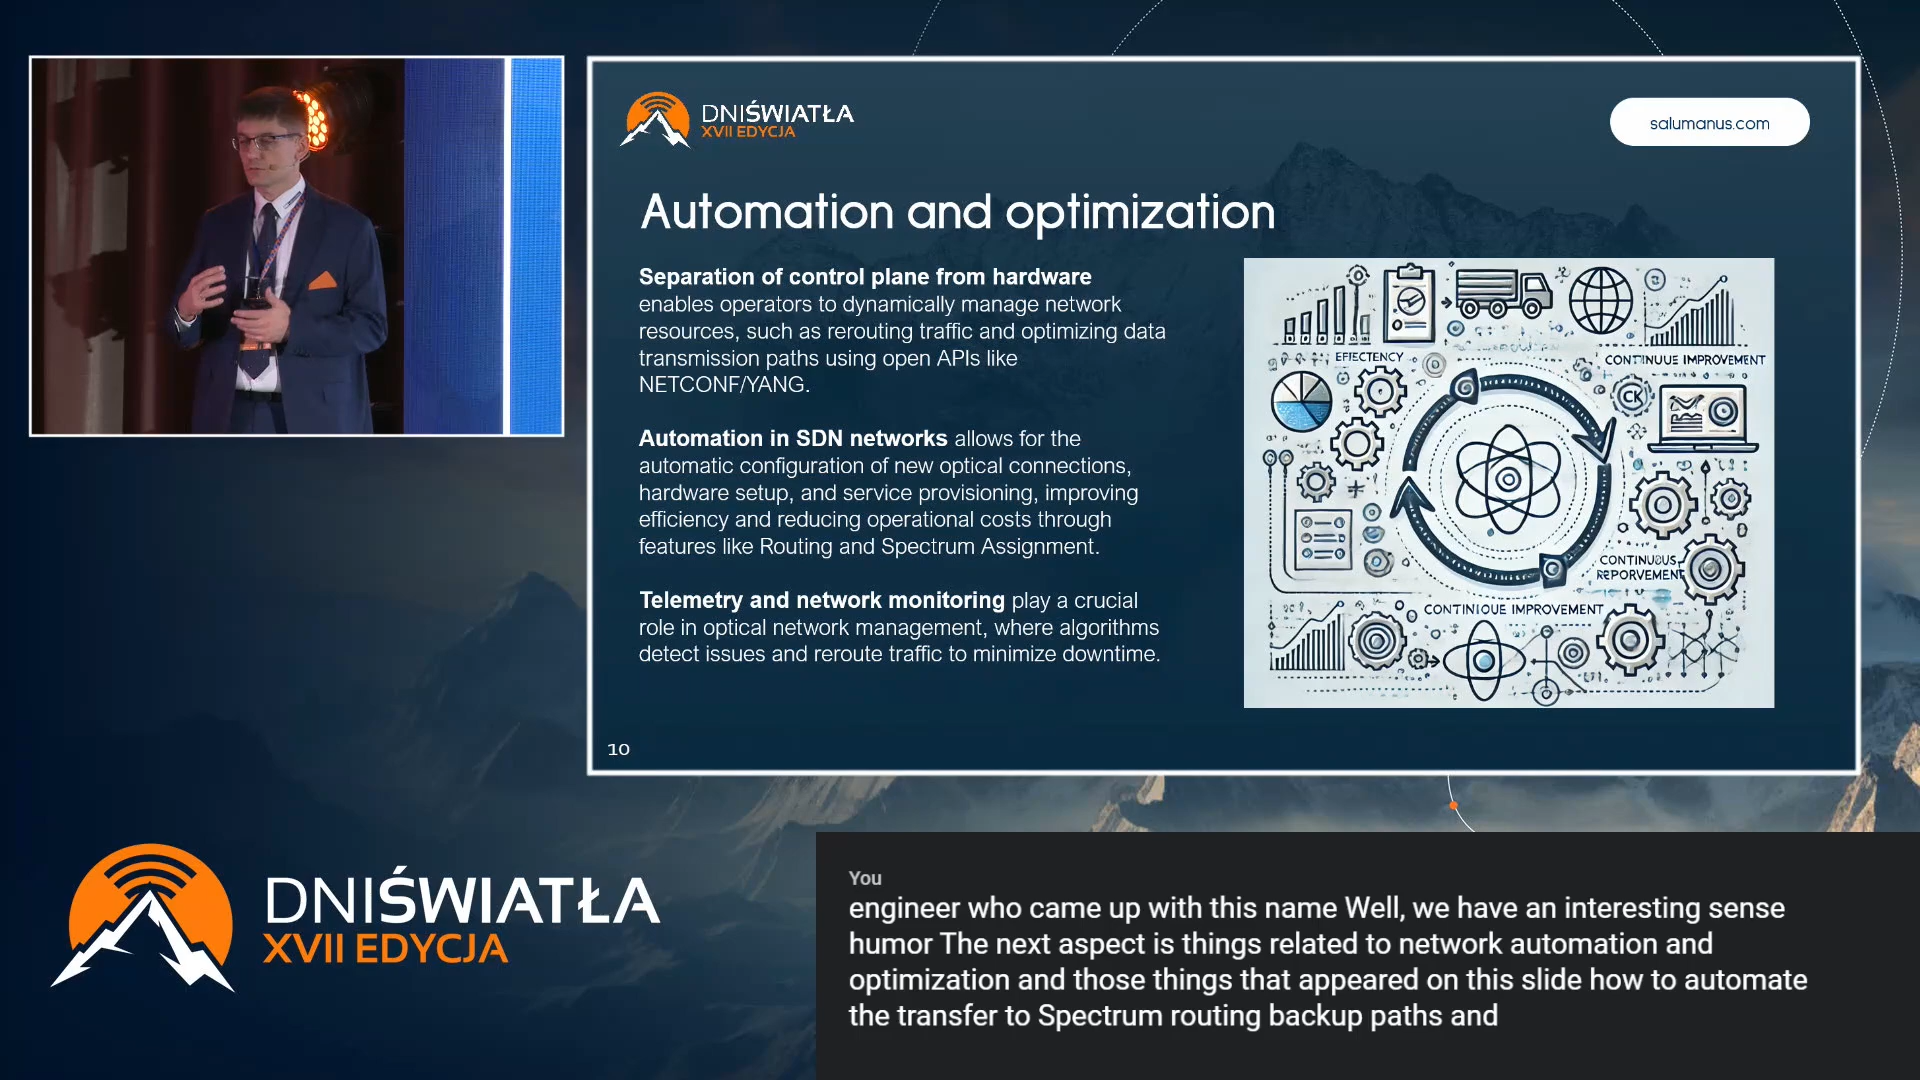 DNIŚWIATŁA
XVII EDYCJA
salumanus.com
Automation and optimization
Separation of control plane from hardware
enables operators to dynamically manage network
resources, such as rerouting traffic and optimizing data
transmission paths using open APIs like
NETCONF/YANG.
Automation in SDN networks allows for the
automatic configuration of new optical connections,
hardware setup, and service provisioning, improving
efficiency and reducing operational costs through
features like Routing and Spectrum Assignment.
Telemetry and network monitoring play a crucial
role in optical network management, where algorithms
detect issues and reroute traffic to minimize downtime.
EFIECTENCY
CONTINUUE IMPROVEMENT
CK
CONTINUBUS
REPORVEMENT
CONTINIQUE IMPROVEMENT
10
DNIŚWIATŁA
XVII EDYCJA
You
engineer who came up with this name Well, we have an interesting sense
humor The next aspect is things related to network automation and
optimization and those things that appeared on this slide how to automate
the transfer to Spectrum routing backup paths and